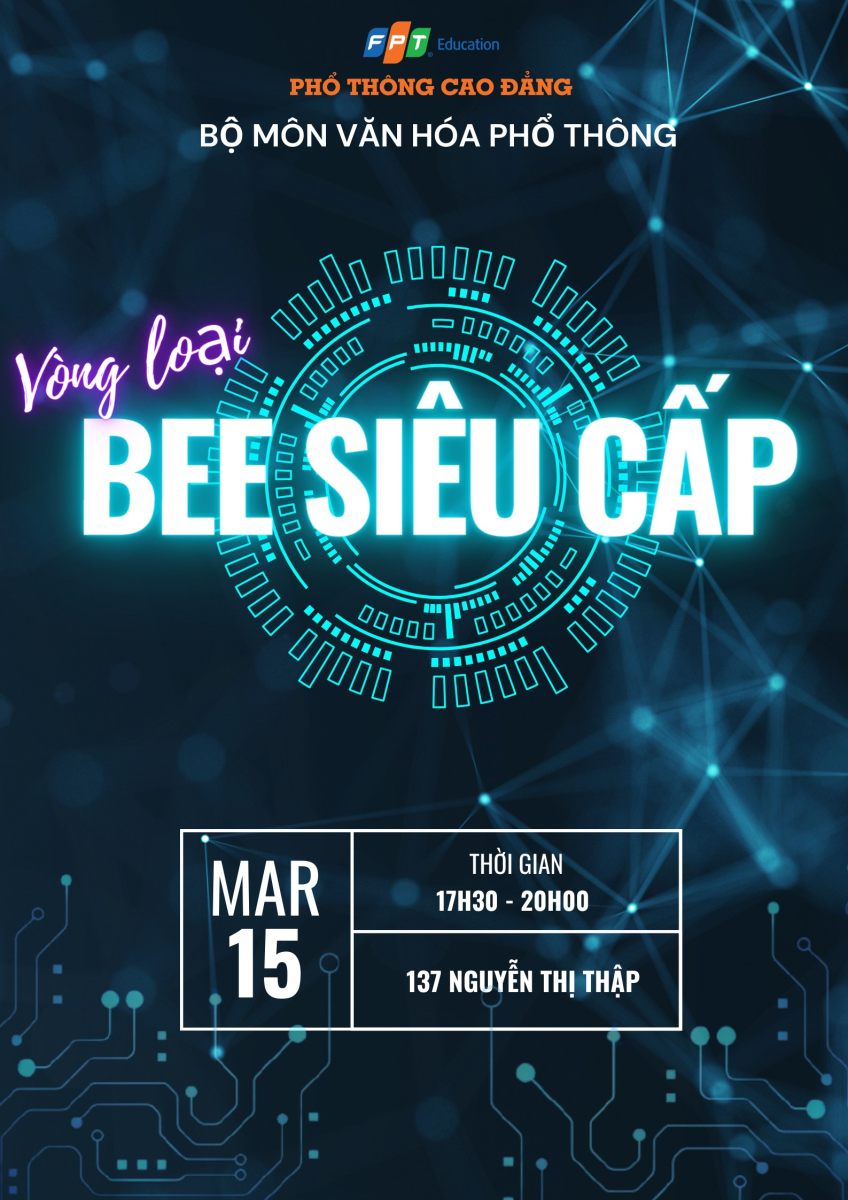 FPT Education
PHỔ THÔNG CAO ĐẲNG
BỘ MÔN VĂN HÓA PHỔ THÔNG
Vòng loại
BEE SIÊU CẤP
MAR
15
THỜI GIAN
17H30 - 20H00
137 NGUYỄN THỊ THẬP